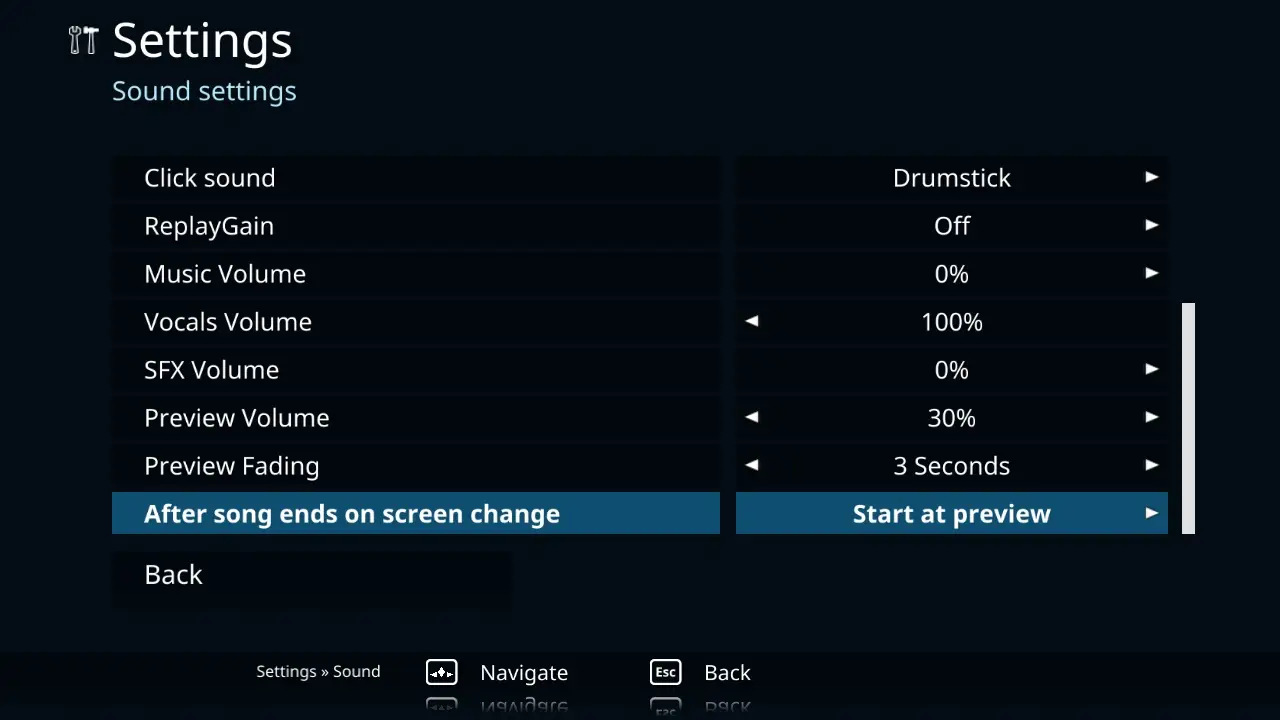 Settings
Sound settings
Click sound Drumstick
ReplayGain Off
Music Volume 0%
Vocals Volume 100%
SFX Volume 0%
Preview Volume 30%
Preview Fading 3 Seconds
After song ends on screen change Start at preview
Back
Settings » Sound Navigate Esc Back